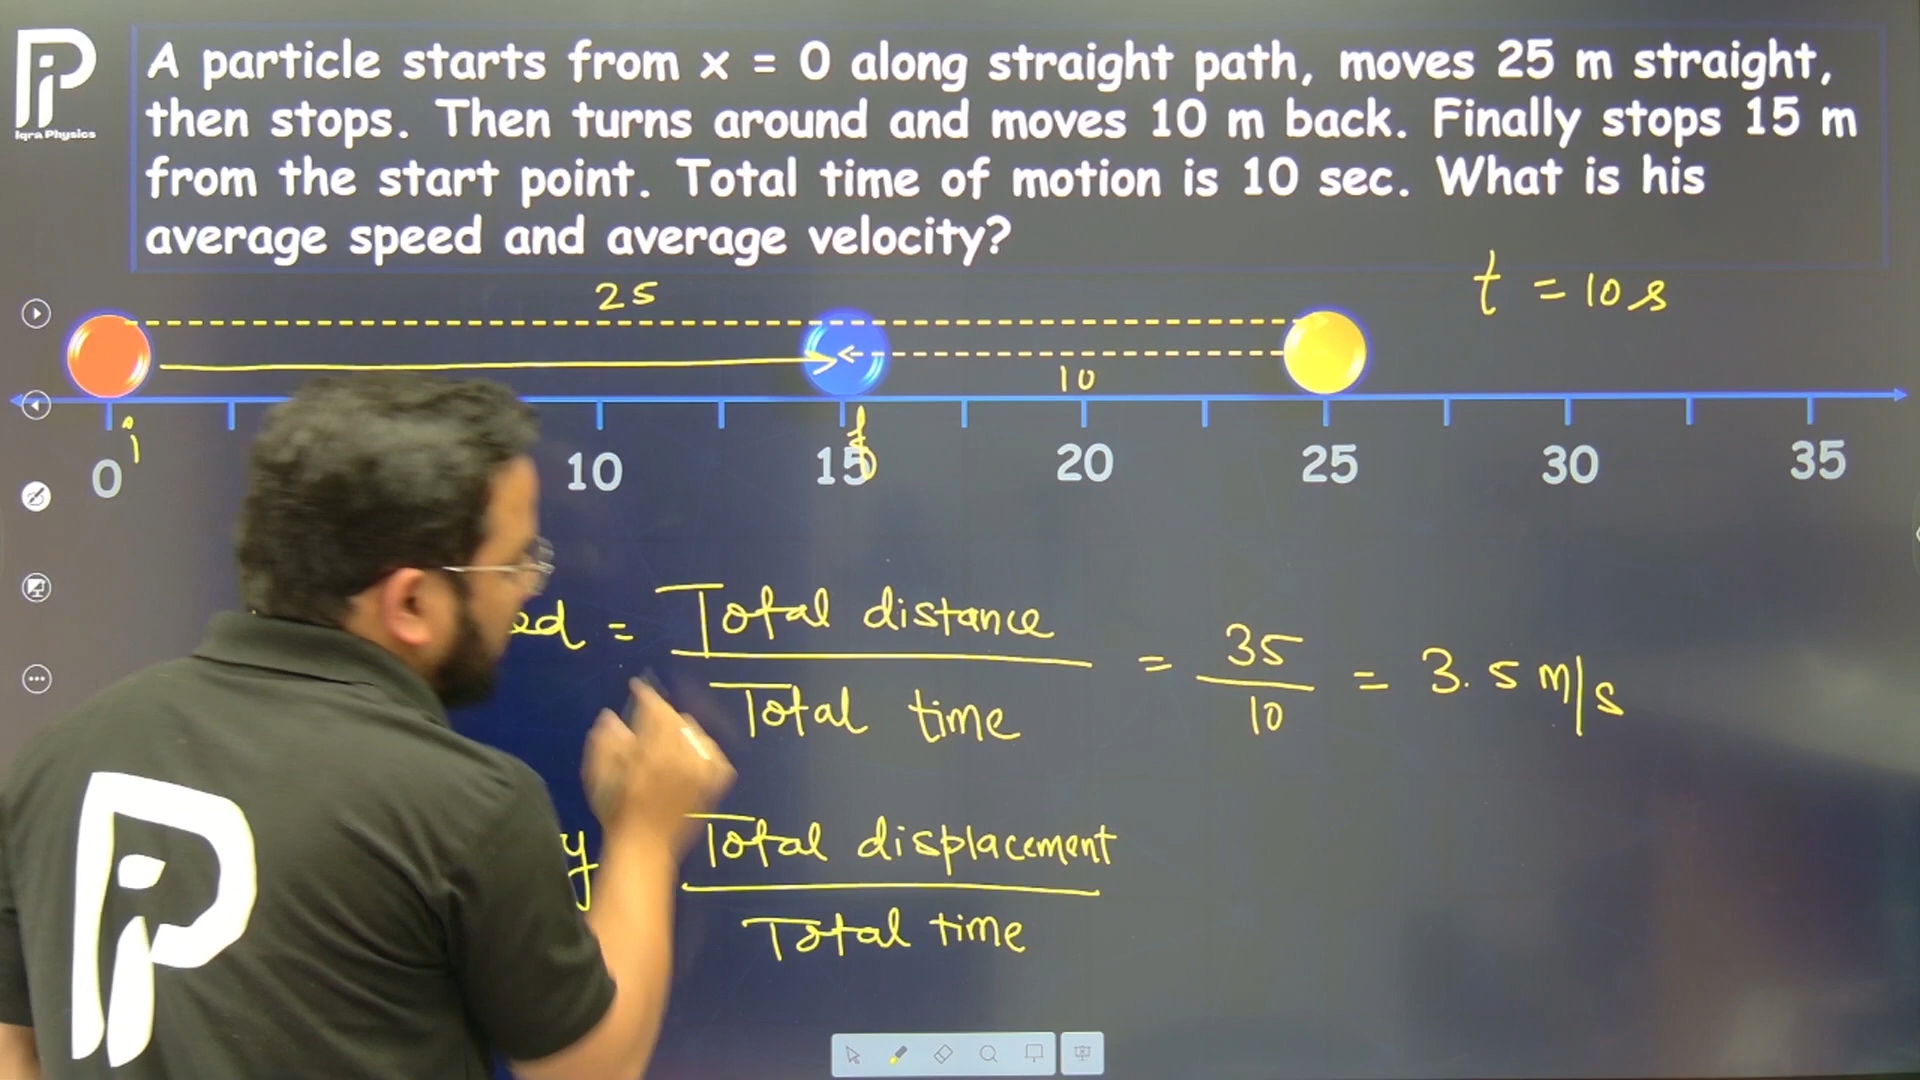 A particle starts from x = 0 along straight path, moves 25 m straight,
then stops. Then turns around and moves 10 m back. Finally stops 15 m
from the start point. Total time of motion is 10 sec. What is his
average speed and average velocity?
Iqra Physics
t = 10 s
25
10
i
f
0 10 15 20 25 30 35
ed = Total distance
Total time
= 35
10
= 3.5 m/s
y Total displacement
Total time